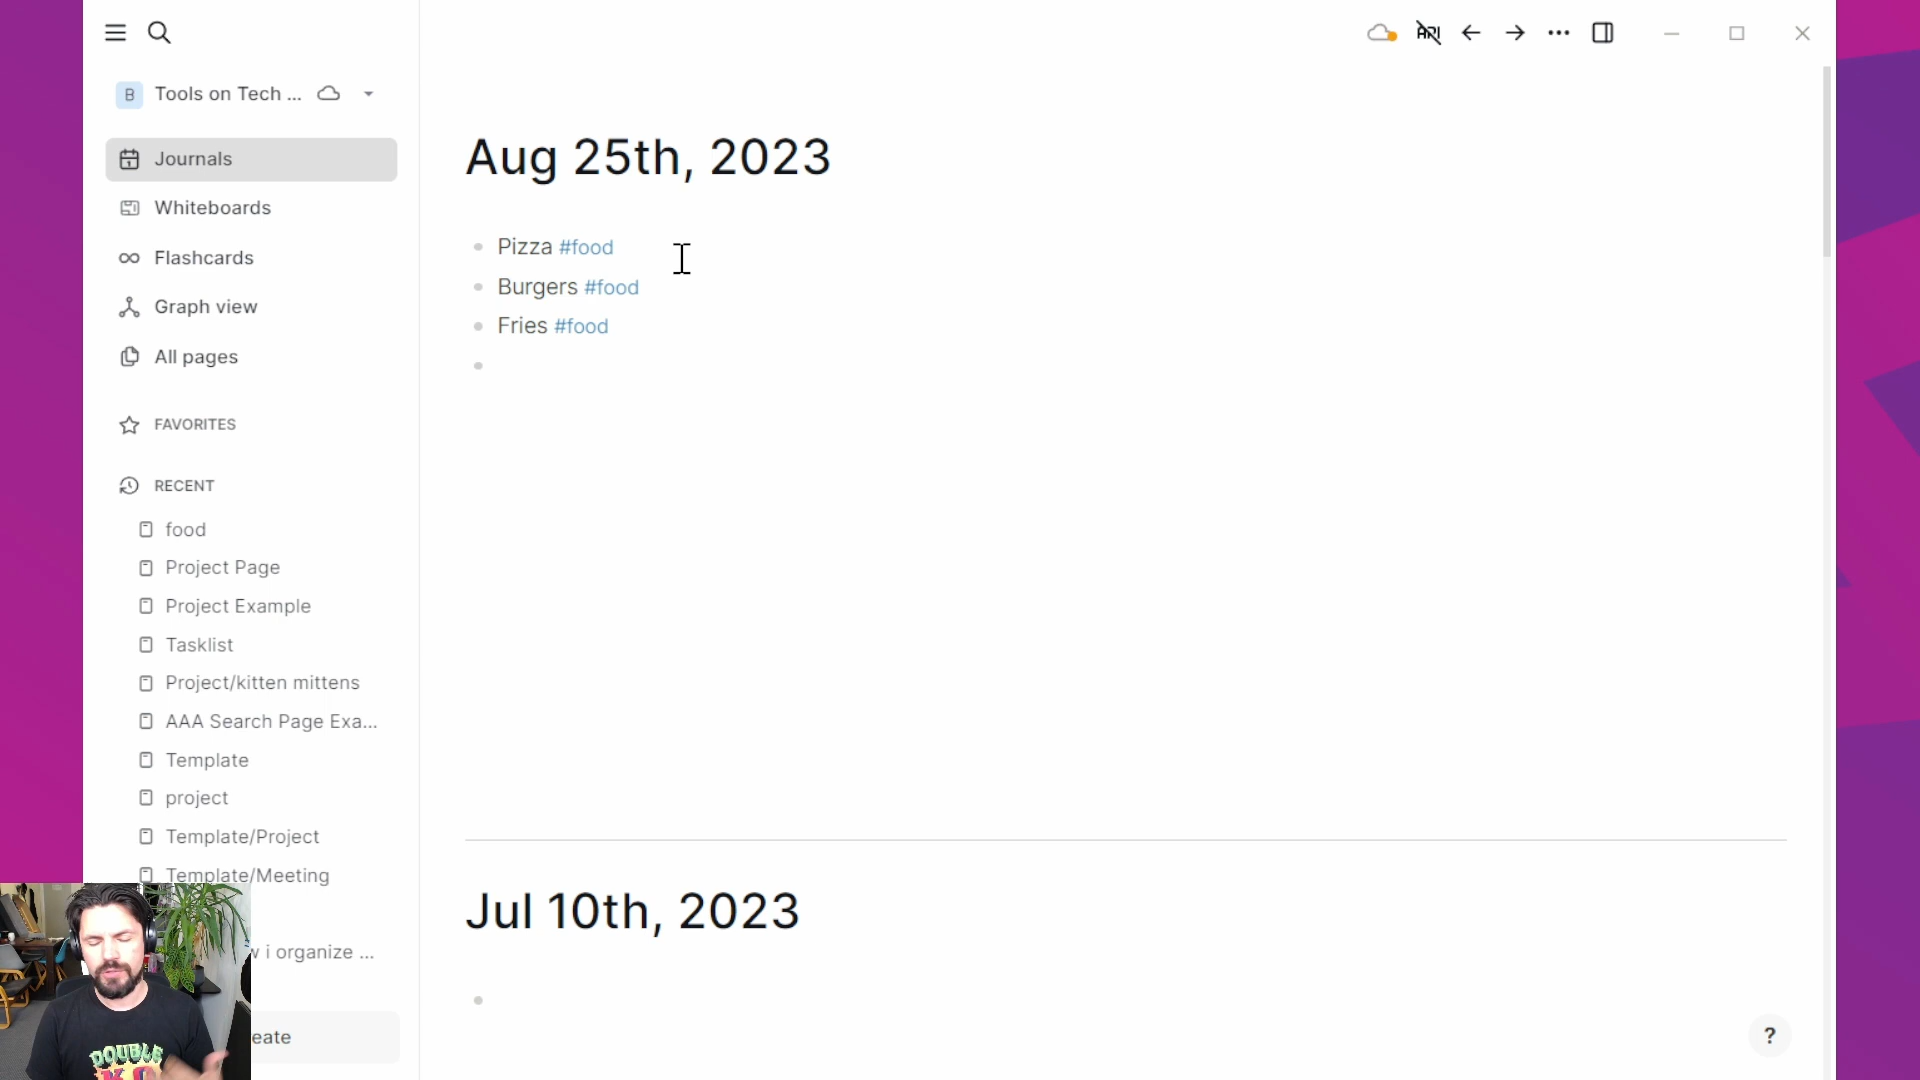 API
B Tools on Tech ...
Journals
Whiteboards
Flashcards
Graph view
All pages
FAVORITES
RECENT
food
Project Page
Project Example
Tasklist
Project/kitten mittens
AAA Search Page Exa...
Template
project
Template/Project
Template/Meeting
w i organize ...
eate
Aug 25th, 2023
Pizza #food
Burgers #food
Fries #food
Jul 10th, 2023
?
DOUBLE
K.O